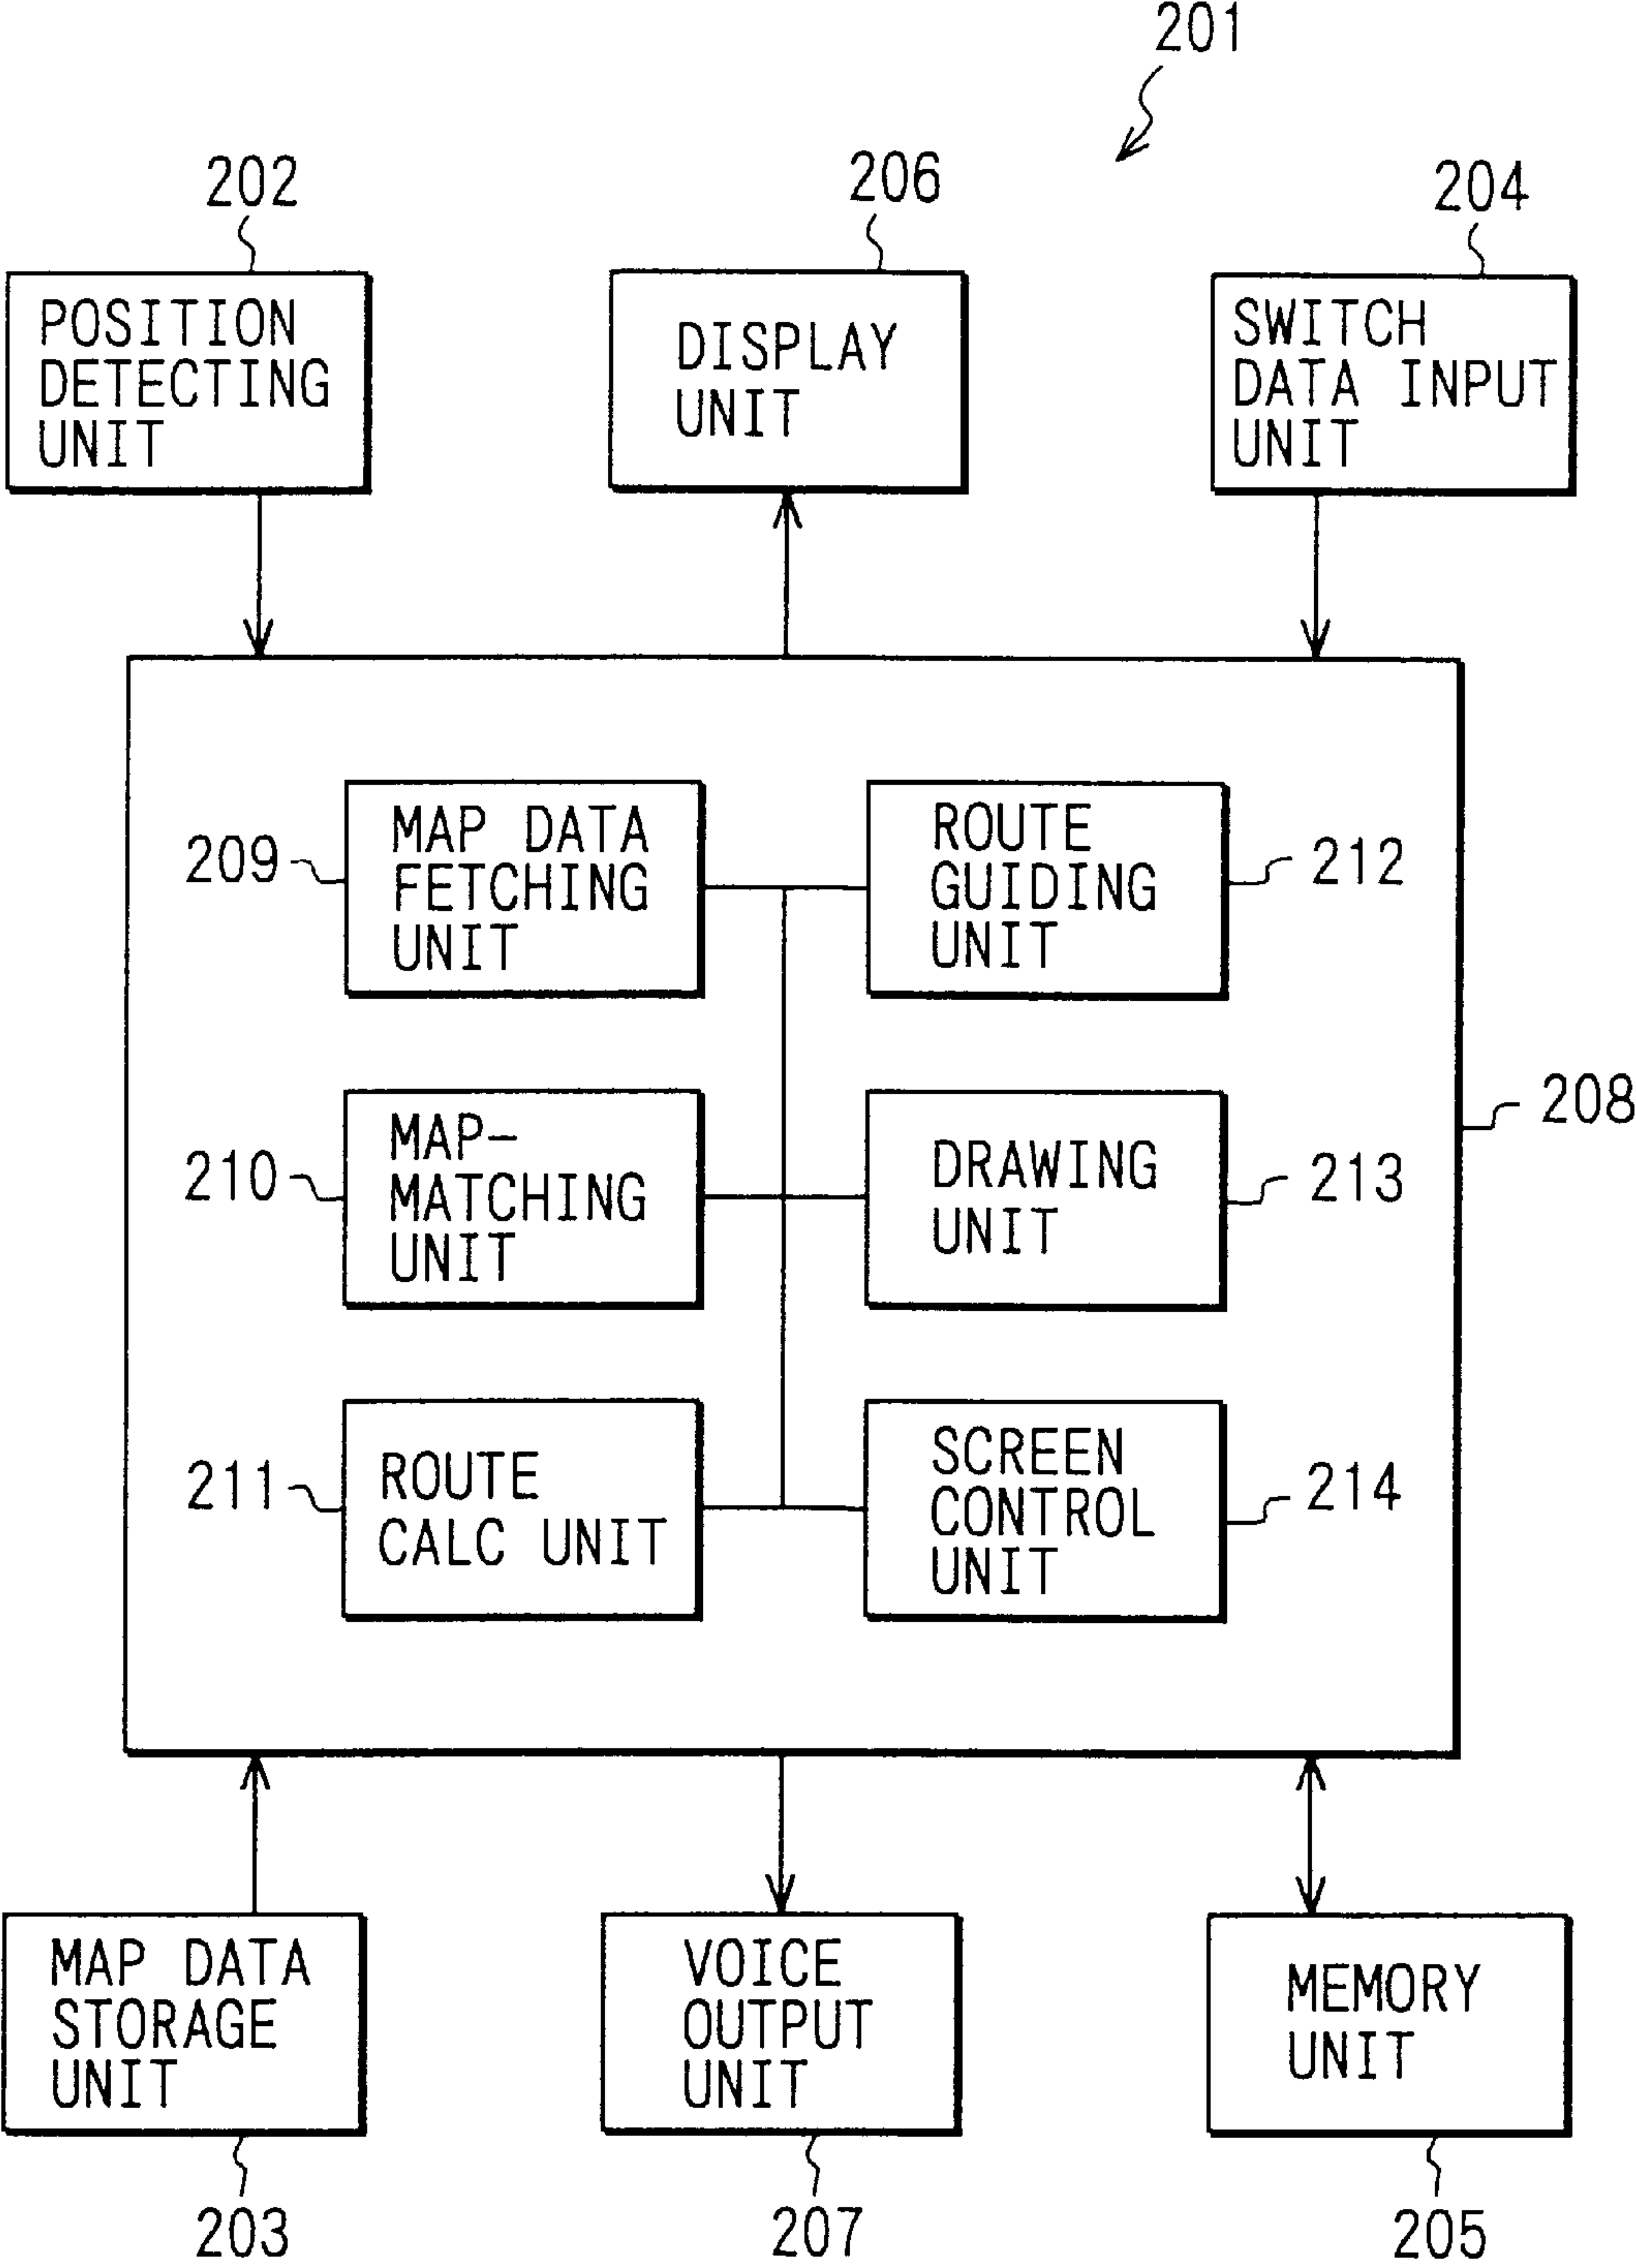 201
202
206
204
POSITION
DETECTING
UNIT
DISPLAY
UNIT
SWITCH
DATA INPUT
UNIT
209
MAP DATA
FETCHING
UNIT
ROUTE
GUIDING
UNIT
212
208
210
MAP-
MATCHING
UNIT
DRAWING
UNIT
213
211
ROUTE
CALC UNIT
SCREEN
CONTROL
UNIT
214
MAP DATA
STORAGE
UNIT
VOICE
OUTPUT
UNIT
MEMORY
UNIT
203
207
205